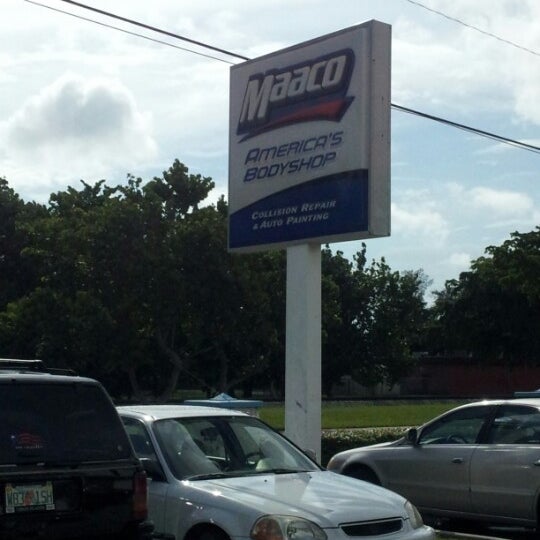 Maaco
AMERICA'S
BODYSHOP
COLLISION REPAIR
& AUTO PAINTING